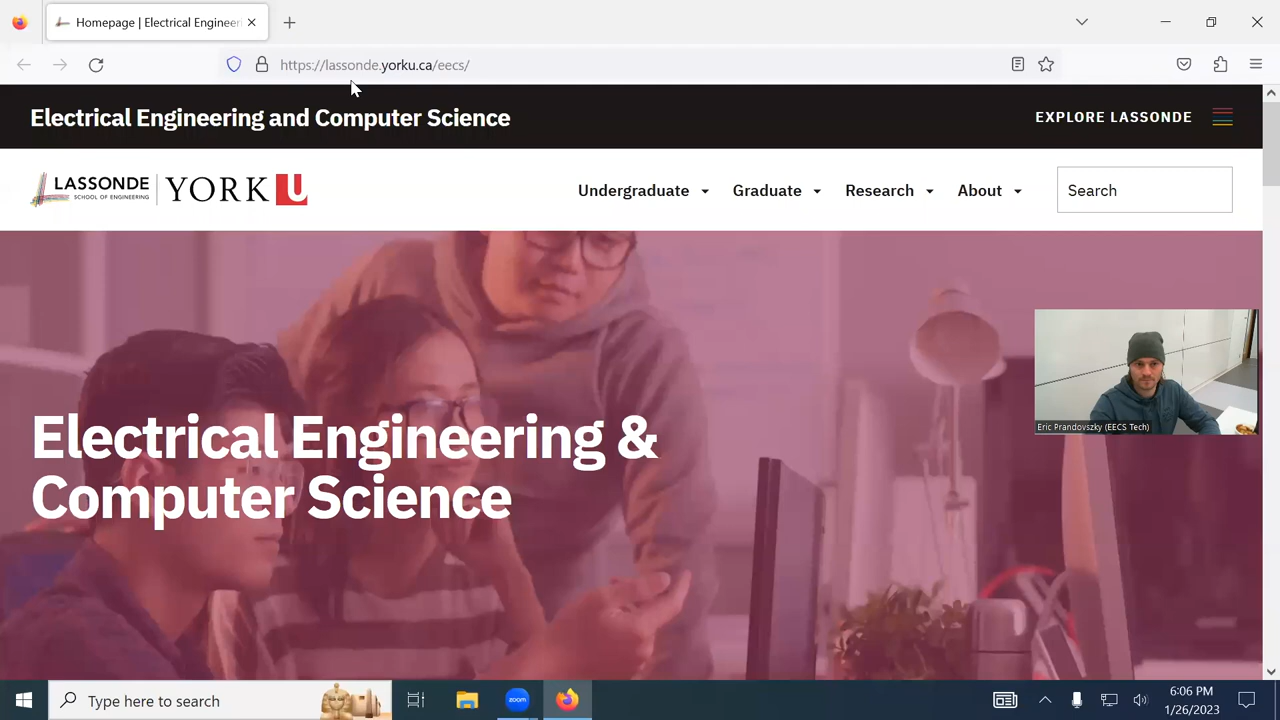 Homepage | Electrical Engineer
https://lassonde.yorku.ca/eecs/
Electrical Engineering and Computer Science
EXPLORE LASSONDE
LASSONDE
SCHOOL OF ENGINEERING
YORK U
Undergraduate
Graduate
Research
About
Search
Electrical Engineering &
Computer Science
Eric Prandovszky (EECS Tech)
Type here to search
zoom
6:06 PM
1/26/2023